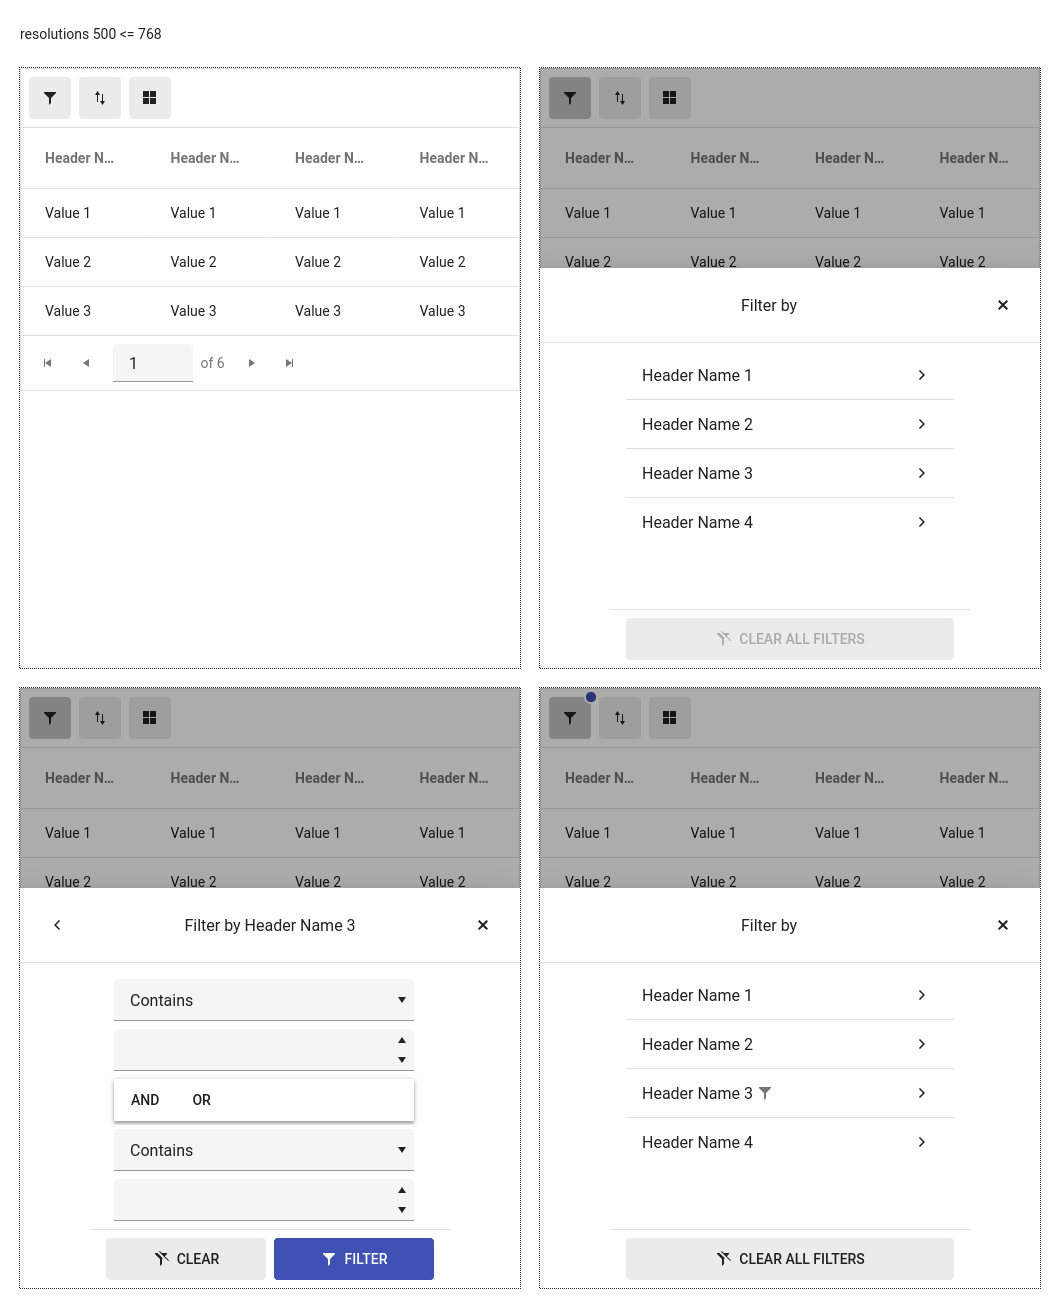 resolutions 500 <= 768
Header N... Header N... Header N... Header N...
Value 1 Value 1 Value 1 Value 1
Value 2 Value 2 Value 2 Value 2
Value 3 Value 3 Value 3 Value 3
1 of 6
Header N... Header N... Header N... Header N...
Value 1 Value 1 Value 1 Value 1
Value 2 Value 2 Value 2 Value 2
Filter by
Header Name 1
Header Name 2
Header Name 3
Header Name 4
CLEAR ALL FILTERS
Header N... Header N... Header N... Header N...
Value 1 Value 1 Value 1 Value 1
Value 2 Value 2 Value 2 Value 2
Filter by Header Name 3
Contains
AND OR
Contains
CLEAR FILTER
Header N... Header N... Header N... Header N...
Value 1 Value 1 Value 1 Value 1
Value 2 Value 2 Value 2 Value 2
Filter by
Header Name 1
Header Name 2
Header Name 3
Header Name 4
CLEAR ALL FILTERS